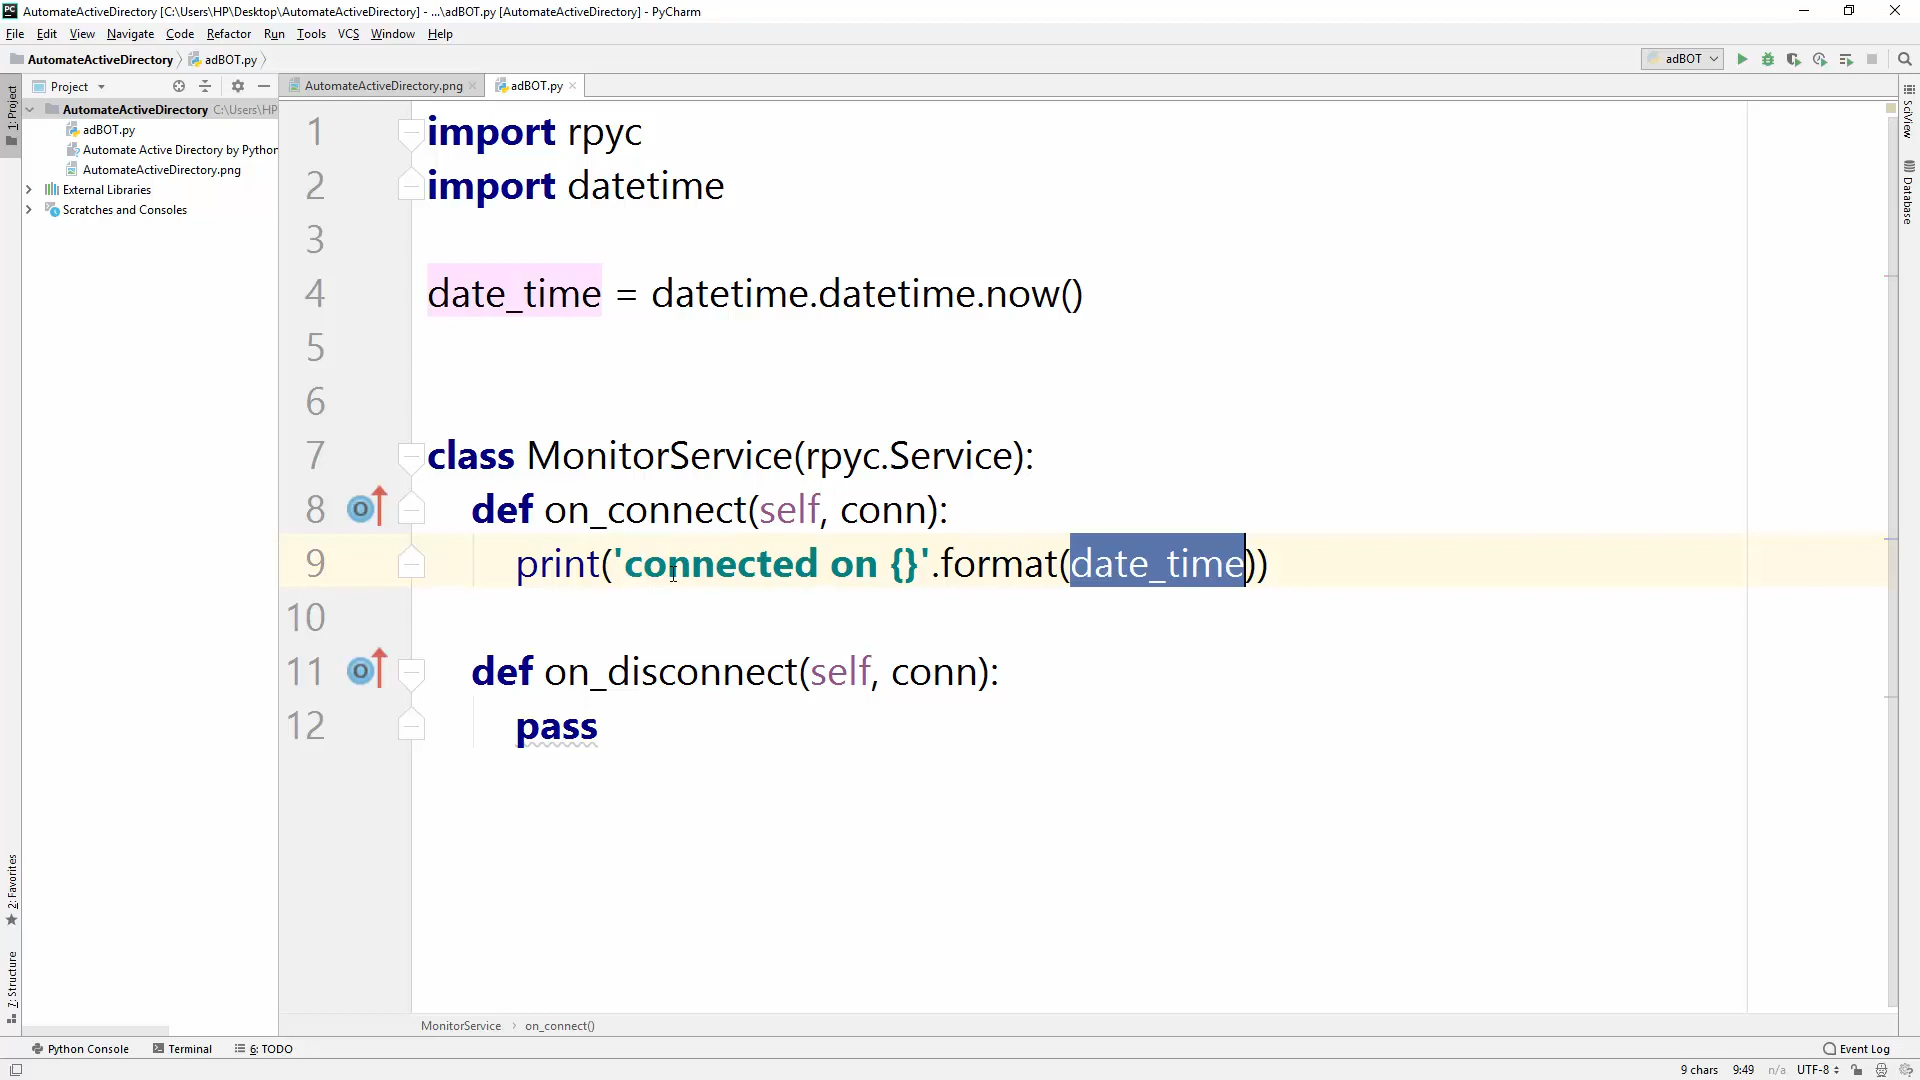 AutomateActiveDirectory [C:\Users\HP\Desktop\AutomateActiveDirectory] - ...\adBOT.py [AutomateActiveDirectory] - PyCharm
File Edit View Navigate Code Refactor Run Tools VCS Window Help
AutomateActiveDirectory adBOT.py adBOT
Project AutomateActiveDirectory.png adBOT.py
AutomateActiveDirectory C:\Users\HP
adBOT.py
Automate Active Directory by Python
AutomateActiveDirectory.png
External Libraries
Scratches and Consoles
1: Project
2: Favorites
7: Structure
SciView
Database
1 import rpyc
2 import datetime
3
4 date_time = datetime.datetime.now()
5
6
7 class MonitorService(rpyc.Service):
8 def on_connect(self, conn):
9 print('connected on {}'.format(date_time))
10
11 def on_disconnect(self, conn):
12 pass
MonitorService › on_connect()
Python Console Terminal 6: TODO Event Log
9 chars 9:49 n/a UTF-8